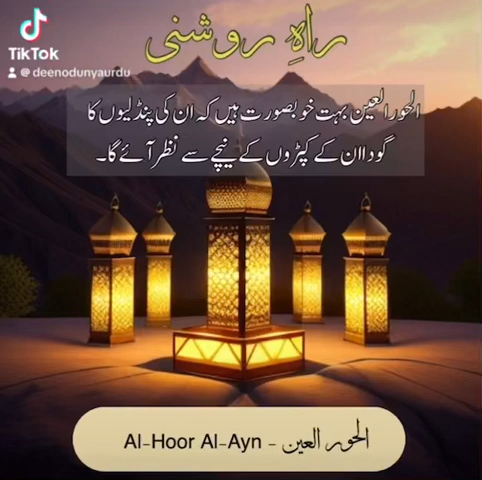 TikTok
@deenodunyaurdu
راہِ روشنی
الحور العین بہت خوبصورت ہیں کہ ان کی پنڈلیوں کا
گودا ان کے کپڑوں کے نیچے سے نظر آئے گا۔
Al-Hoor Al-Ayn - الحور العين